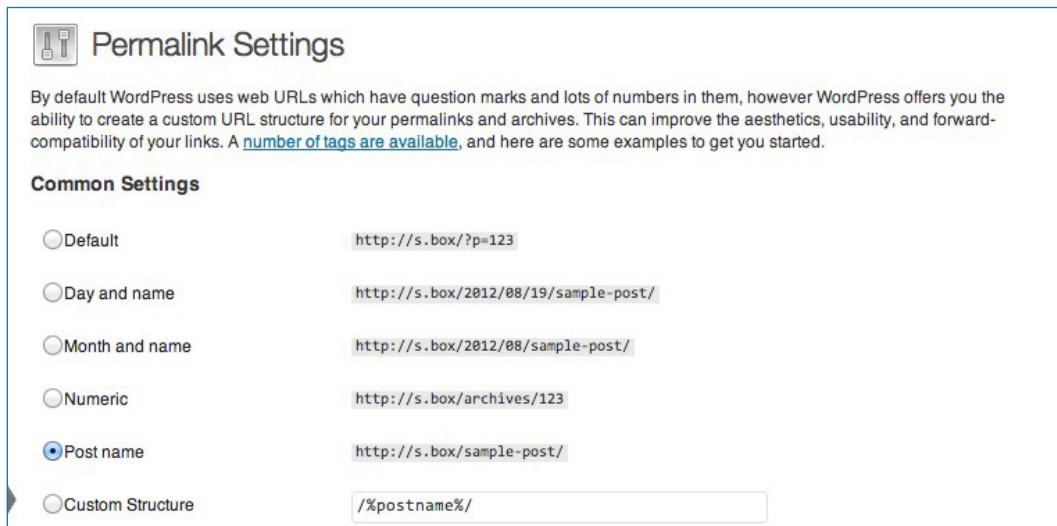 Permalink Settings
By default WordPress uses web URLs which have question marks and lots of numbers in them, however WordPress offers you the
ability to create a custom URL structure for your permalinks and archives. This can improve the aesthetics, usability, and forward-
compatibility of your links. A number of tags are available, and here are some examples to get you started.
Common Settings
Default http://s.box/?p=123
Day and name http://s.box/2012/08/19/sample-post/
Month and name http://s.box/2012/08/sample-post/
Numeric http://s.box/archives/123
Post name http://s.box/sample-post/
Custom Structure /%postname%/